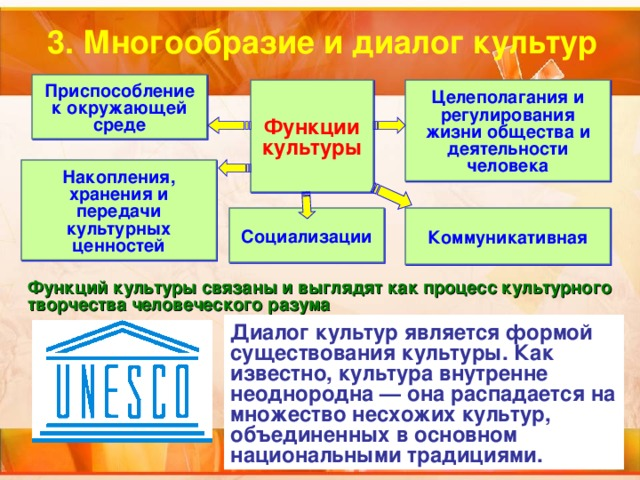 3. Многообразие и диалог культур
Приспособление
к окружающей
среде
Функции
культуры
Целеполагания и
регулирования
жизни общества и
деятельности
человека
Накопления,
хранения и
передачи
культурных
ценностей
Социализации
Коммуникативная
Функций культуры связаны и выглядят как процесс культурного
творчества человеческого разума
UNESCO
Диалог культур является формой
существования культуры. Как
известно, культура внутренне
неоднородна — она распадается на
множество несхожих культур,
объединенных в основном
национальными традициями.